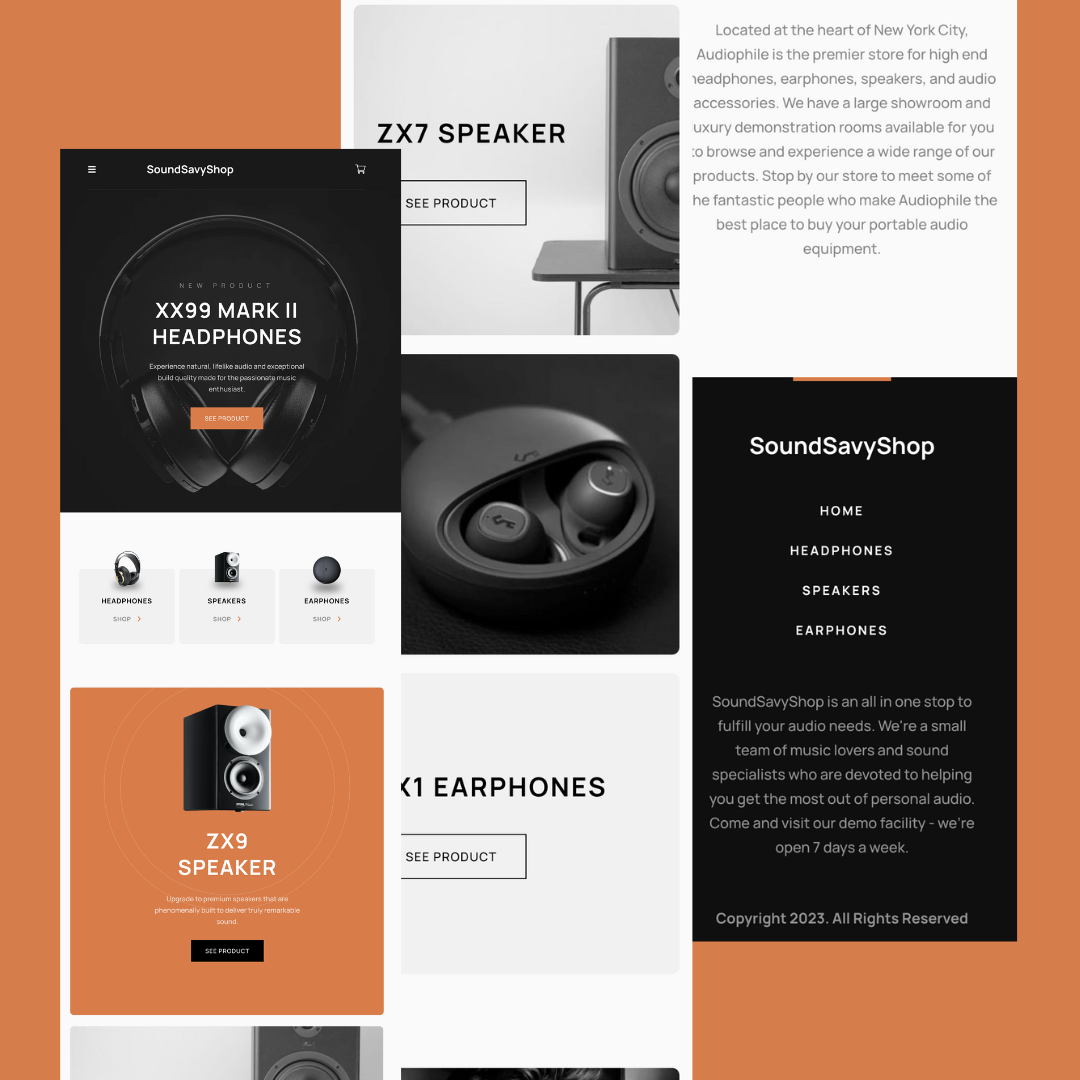 SoundSavyShop
NEW PRODUCT
XX99 MARK II
HEADPHONES
Experience natural, lifelike audio and exceptional
build quality made for the passionate music
enthusiast.
SEE PRODUCT
HEADPHONES
SHOP
SPEAKERS
SHOP
EARPHONES
SHOP
ZX9
SPEAKER
Upgrade to premium speakers that are
phenomenally built to deliver truly remarkable
sound.
SEE PRODUCT
ZX7 SPEAKER
SEE PRODUCT
X1 EARPHONES
SEE PRODUCT
Located at the heart of New York City,
Audiophile is the premier store for high end
headphones, earphones, speakers, and audio
accessories. We have a large showroom and
luxury demonstration rooms available for you
to browse and experience a wide range of our
products. Stop by our store to meet some of
the fantastic people who make Audiophile the
best place to buy your portable audio
equipment.
SoundSavyShop
HOME
HEADPHONES
SPEAKERS
EARPHONES
SoundSavyShop is an all in one stop to
fulfill your audio needs. We're a small
team of music lovers and sound
specialists who are devoted to helping
you get the most out of personal audio.
Come and visit our demo facility - we're
open 7 days a week.
Copyright 2023. All Rights Reserved